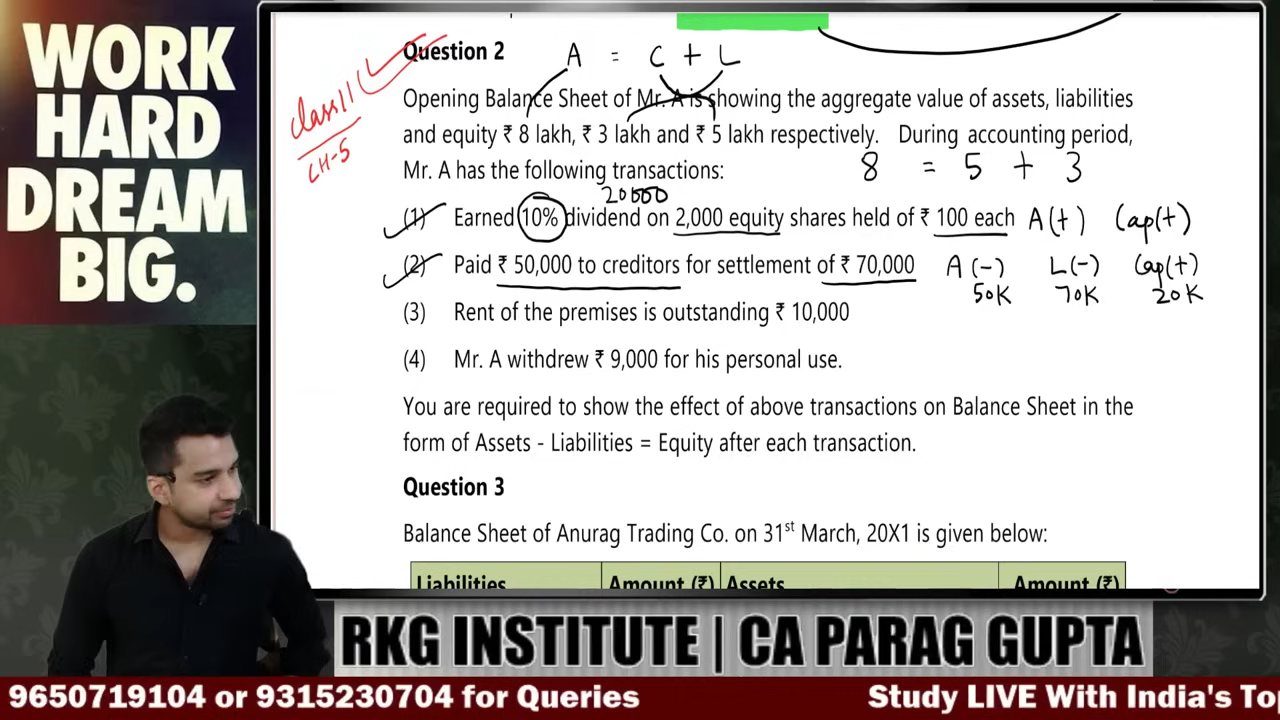 WORK
HARD
DREAM
BIG.
Class 11
CH-5
Question 2
A = C + L
Opening Balance Sheet of Mr. A is showing the aggregate value of assets, liabilities
and equity ₹ 8 lakh, ₹ 3 lakh and ₹ 5 lakh respectively. During accounting period,
Mr. A has the following transactions:
8 = 5 + 3
20000
(1) Earned 10% dividend on 2,000 equity shares held of ₹ 100 each A(+) Cap(+)
(2) Paid ₹ 50,000 to creditors for settlement of ₹ 70,000 A(-) L(-) Cap(+)
50K 70K 20K
(3) Rent of the premises is outstanding ₹ 10,000
(4) Mr. A withdrew ₹ 9,000 for his personal use.
You are required to show the effect of above transactions on Balance Sheet in the
form of Assets - Liabilities = Equity after each transaction.
Question 3
Balance Sheet of Anurag Trading Co. on 31st March, 20X1 is given below:
Liabilities Amount (₹) Assets Amount (₹)
RKG INSTITUTE | CA PARAG GUPTA
9650719104 or 9315230704 for Queries Study LIVE With India's To